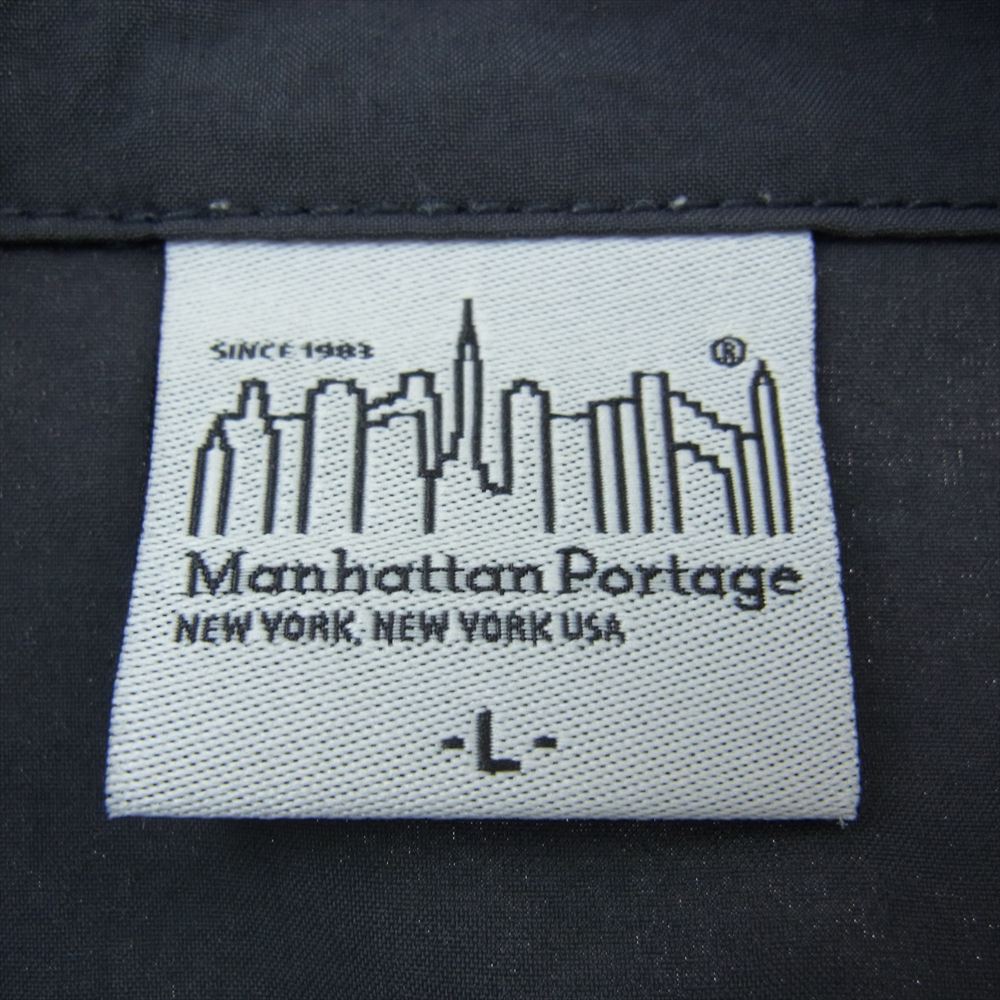 SINCE 1983
®
Manhattan Portage
NEW YORK, NEW YORK USA
-L-